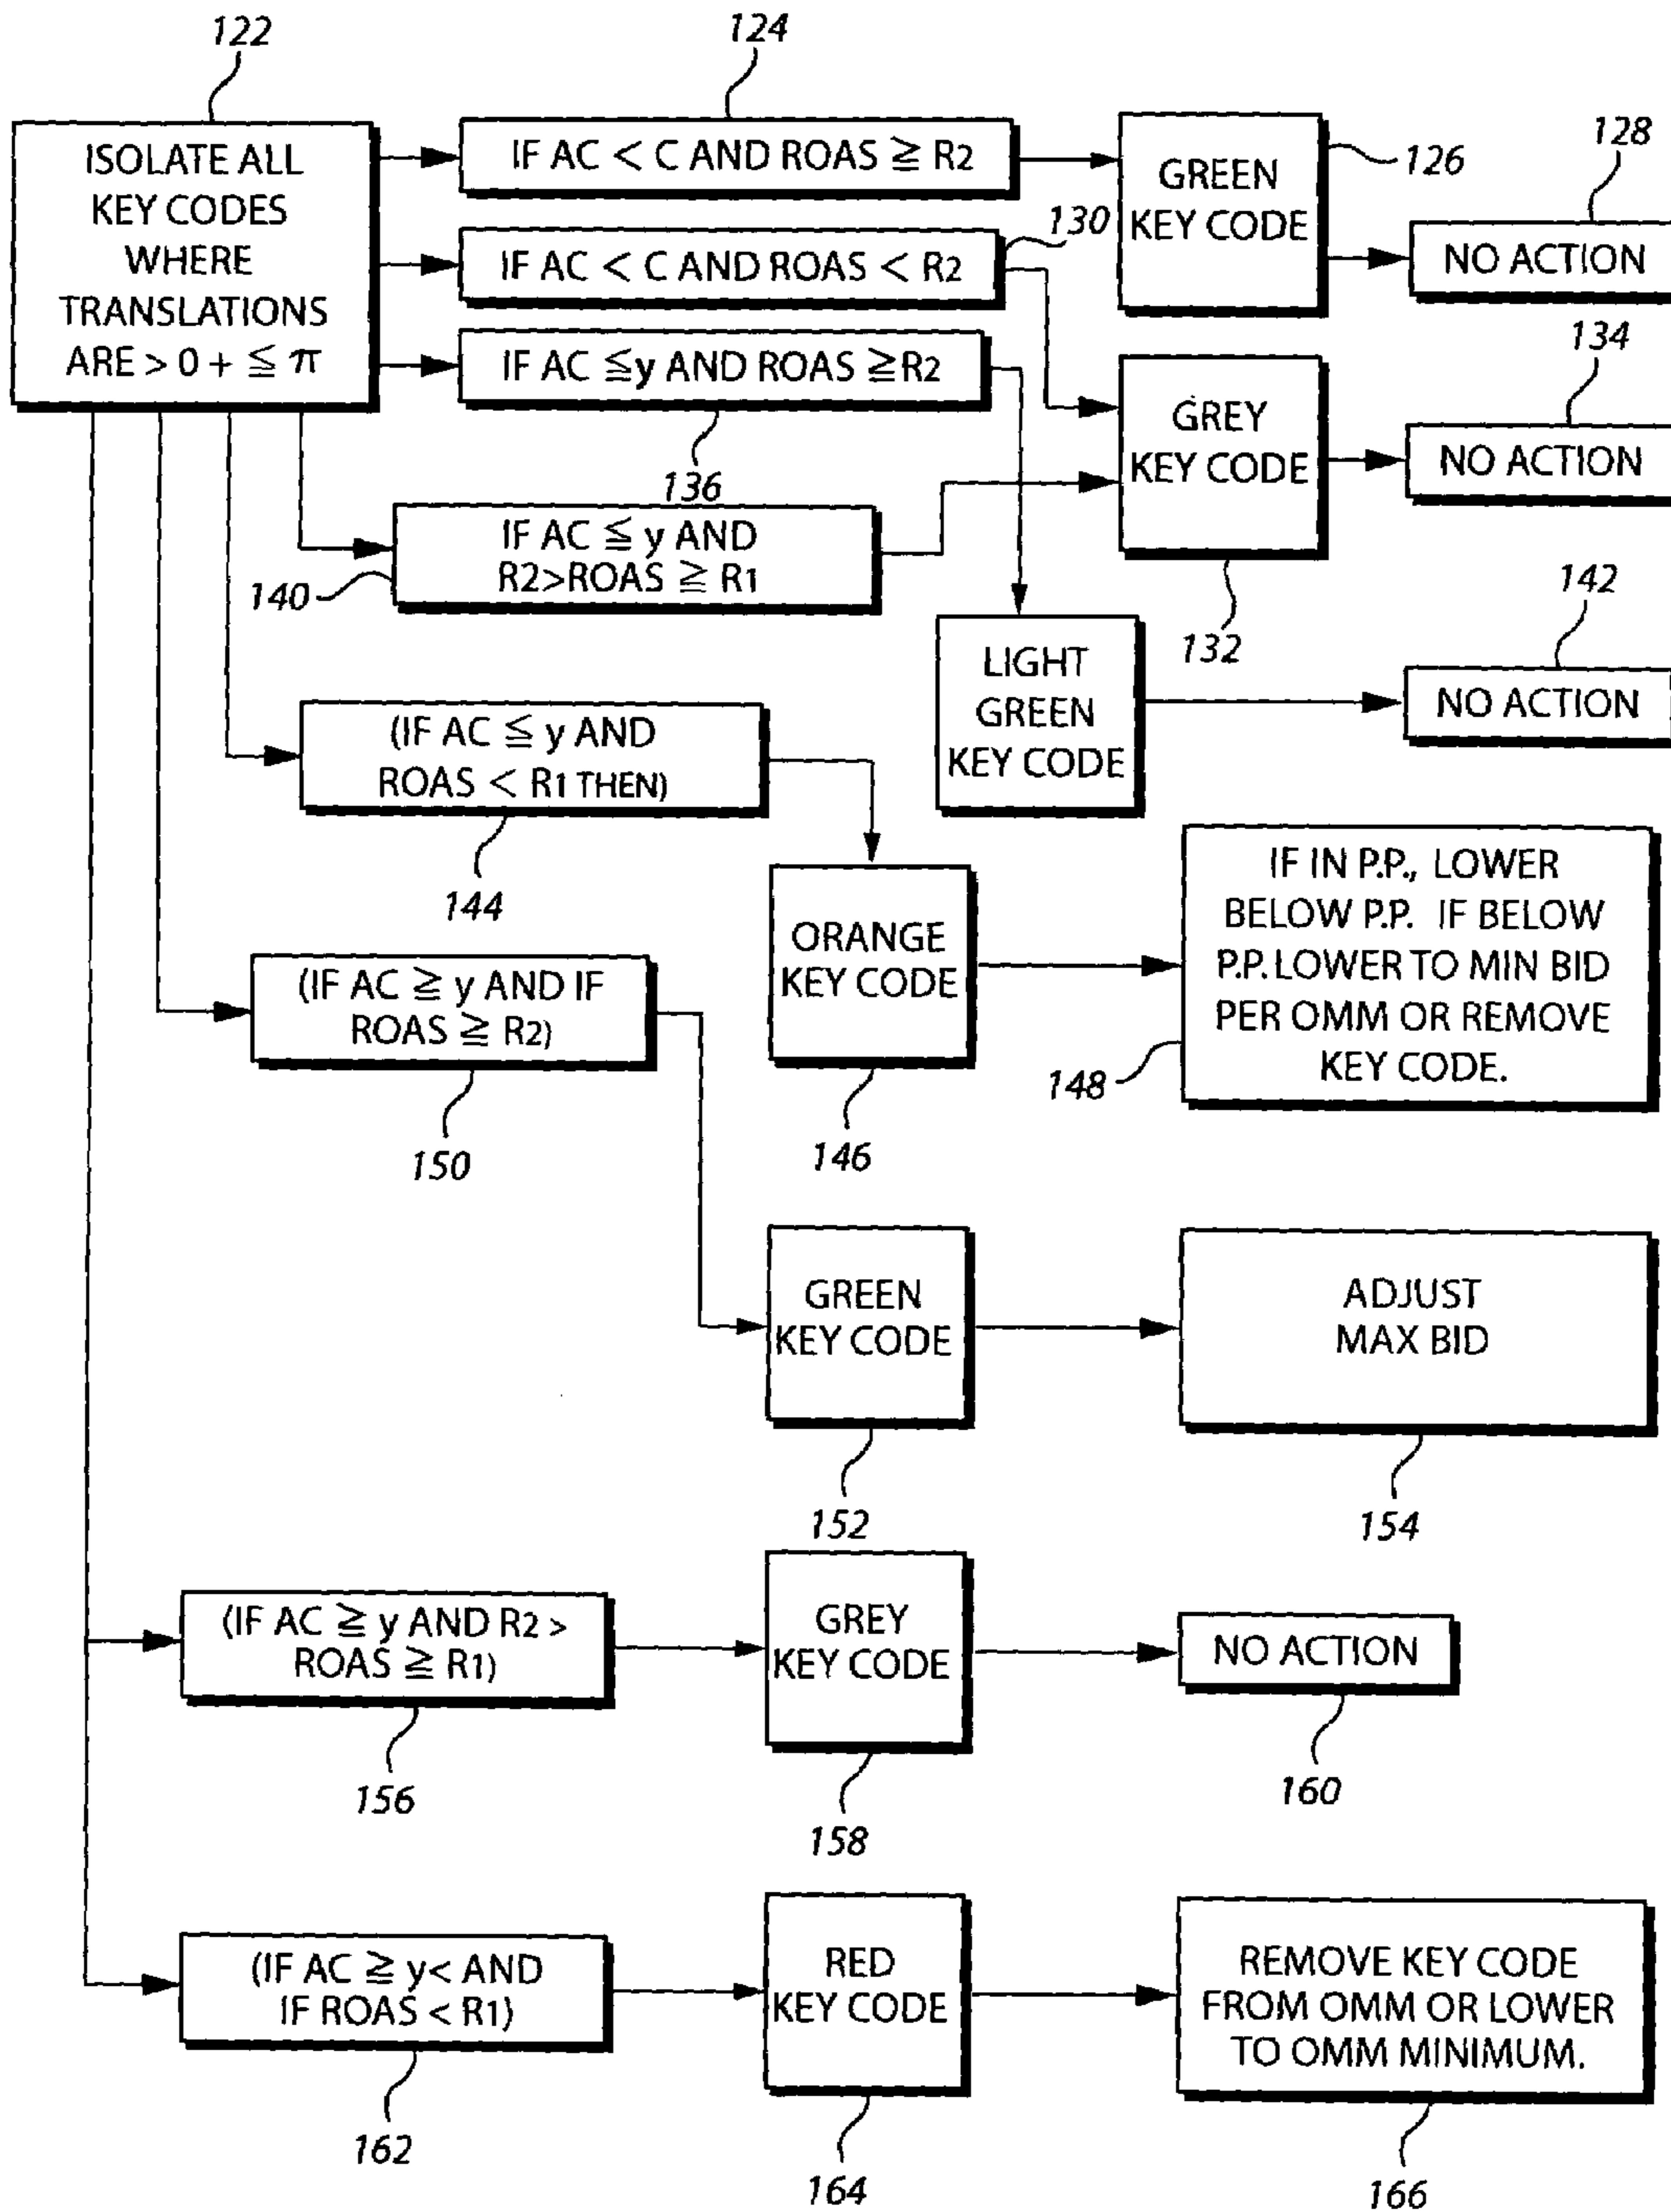 122
124
ISOLATE ALL
KEY CODES
WHERE
TRANSLATIONS
ARE > 0 + ≦ π
IF AC < C AND ROAS ≧ R2
GREEN
KEY CODE
126
128
NO ACTION
130
IF AC < C AND ROAS < R2
IF AC ≦y AND ROAS ≧R2
136
GREY
KEY CODE
132
134
NO ACTION
IF AC ≦ y AND
R2>ROAS ≧ R1
140
LIGHT
GREEN
KEY CODE
142
NO ACTION
(IF AC ≦ y AND
ROAS < R1 THEN)
144
ORANGE
KEY CODE
146
IF IN P.P., LOWER
BELOW P.P. IF BELOW
P.P. LOWER TO MIN BID
PER OMM OR REMOVE
KEY CODE.
148
(IF AC ≧ y AND IF
ROAS ≧ R2)
150
GREEN
KEY CODE
152
ADJUST
MAX BID
154
(IF AC ≧ y AND R2 >
ROAS ≧ R1)
156
GREY
KEY CODE
158
NO ACTION
160
(IF AC ≧ y< AND
IF ROAS < R1)
162
RED
KEY CODE
164
REMOVE KEY CODE
FROM OMM OR LOWER
TO OMM MINIMUM.
166